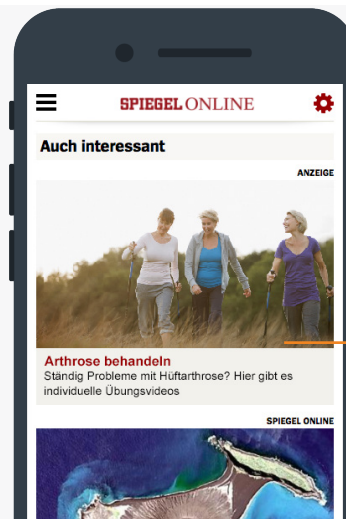 SPIEGEL ONLINE
Auch interessant
ANZEIGE
Arthrose behandeln
Ständig Probleme mit Hüftarthrose? Hier gibt es
individuelle Übungsvideos
SPIEGEL ONLINE